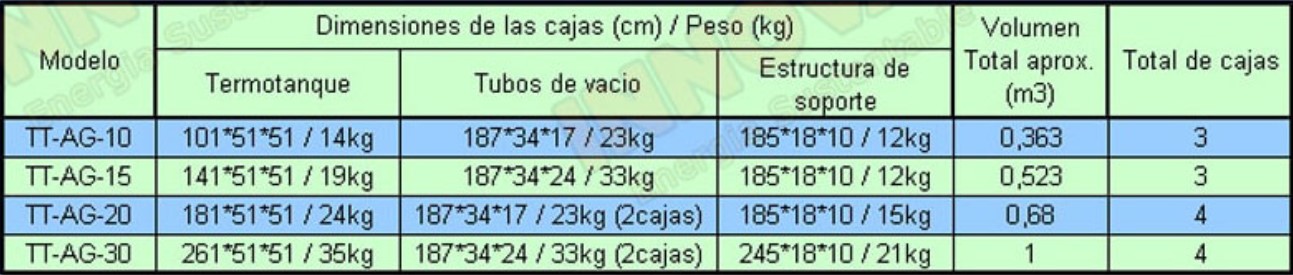 Modelo Dimensiones de las cajas (cm) / Peso (kg) Volumen Total aprox. (m3) Total de cajas
Termotanque Tubos de vacio Estructura de soporte
TT-AG-10 101*51*51 / 14kg 187*34*17 / 23kg 185*18*10 / 12kg 0,363 3
TT-AG-15 141*51*51 / 19kg 187*34*24 / 33kg 185*18*10 / 12kg 0,523 3
TT-AG-20 181*51*51 / 24kg 187*34*17 / 23kg (2cajas) 185*18*10 / 15kg 0,68 4
TT-AG-30 261*51*51 / 35kg 187*34*24 / 33kg (2cajas) 245*18*10 / 21kg 1 4